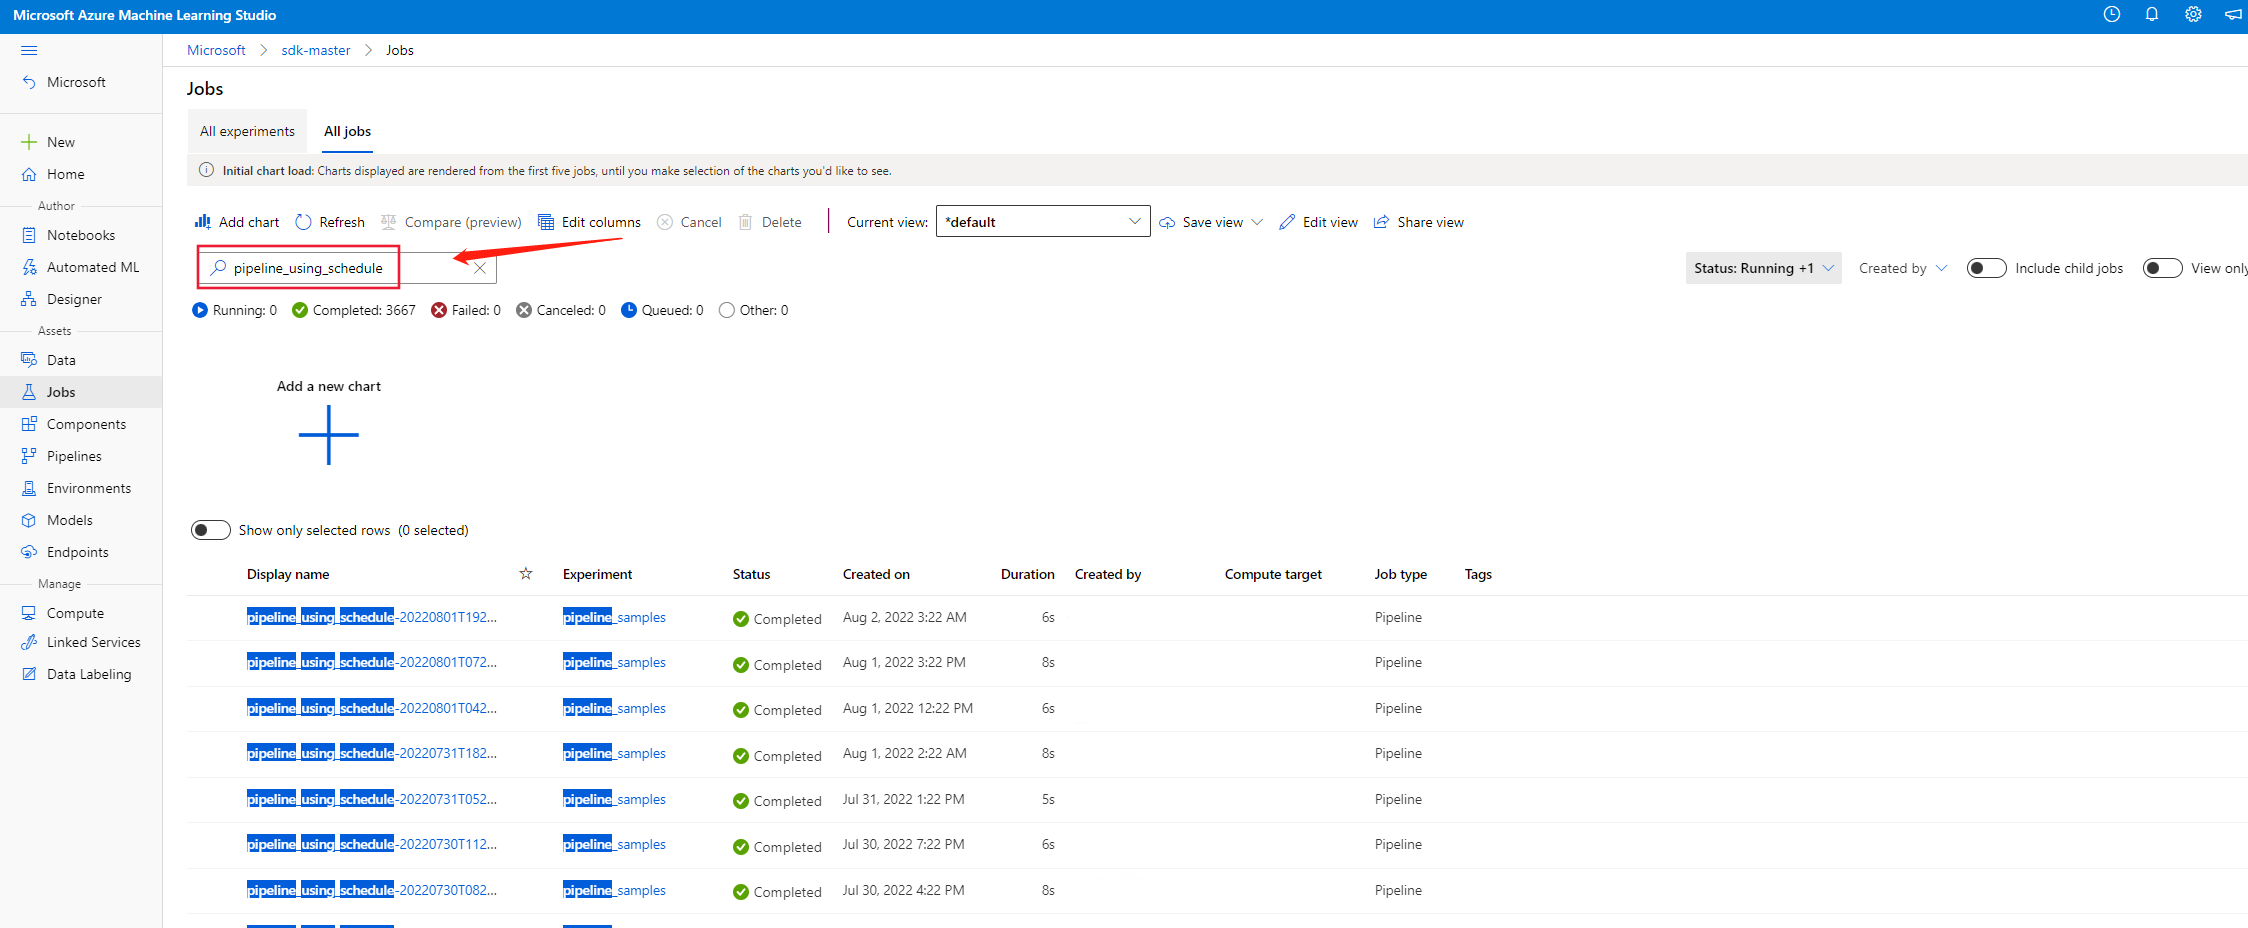 Microsoft Azure Machine Learning Studio
Microsoft > sdk-master > Jobs
Microsoft
New
Home
Author
Notebooks
Automated ML
Designer
Assets
Data
Jobs
Components
Pipelines
Environments
Models
Endpoints
Manage
Compute
Linked Services
Data Labeling
Jobs
All experiments All jobs
Initial chart load: Charts displayed are rendered from the first five jobs, until you make selection of the charts you'd like to see.
Add chart Refresh Compare (preview) Edit columns Cancel Delete Current view: *default Save view Edit view Share view
pipeline_using_schedule Status: Running +1 Created by Include child jobs View only
Running: 0 Completed: 3667 Failed: 0 Canceled: 0 Queued: 0 Other: 0
Add a new chart
Show only selected rows (0 selected)
Display name Experiment Status Created on Duration Created by Compute target Job type Tags
pipeline_using_schedule-20220801T192... pipeline_samples Completed Aug 2, 2022 3:22 AM 6s Pipeline
pipeline_using_schedule-20220801T072... pipeline_samples Completed Aug 1, 2022 3:22 PM 8s Pipeline
pipeline_using_schedule-20220801T042... pipeline_samples Completed Aug 1, 2022 12:22 PM 6s Pipeline
pipeline_using_schedule-20220731T182... pipeline_samples Completed Aug 1, 2022 2:22 AM 8s Pipeline
pipeline_using_schedule-20220731T052... pipeline_samples Completed Jul 31, 2022 1:22 PM 5s Pipeline
pipeline_using_schedule-20220730T112... pipeline_samples Completed Jul 30, 2022 7:22 PM 6s Pipeline
pipeline_using_schedule-20220730T082... pipeline_samples Completed Jul 30, 2022 4:22 PM 8s Pipeline